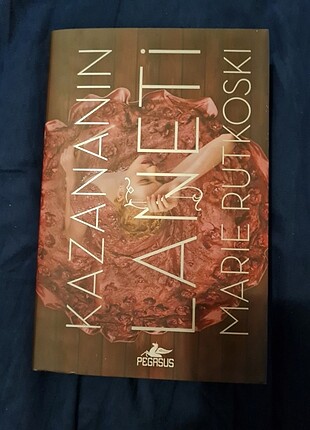 KAZANANIN
LANETİ
MARIE RUTKOSKI
PEGASUS